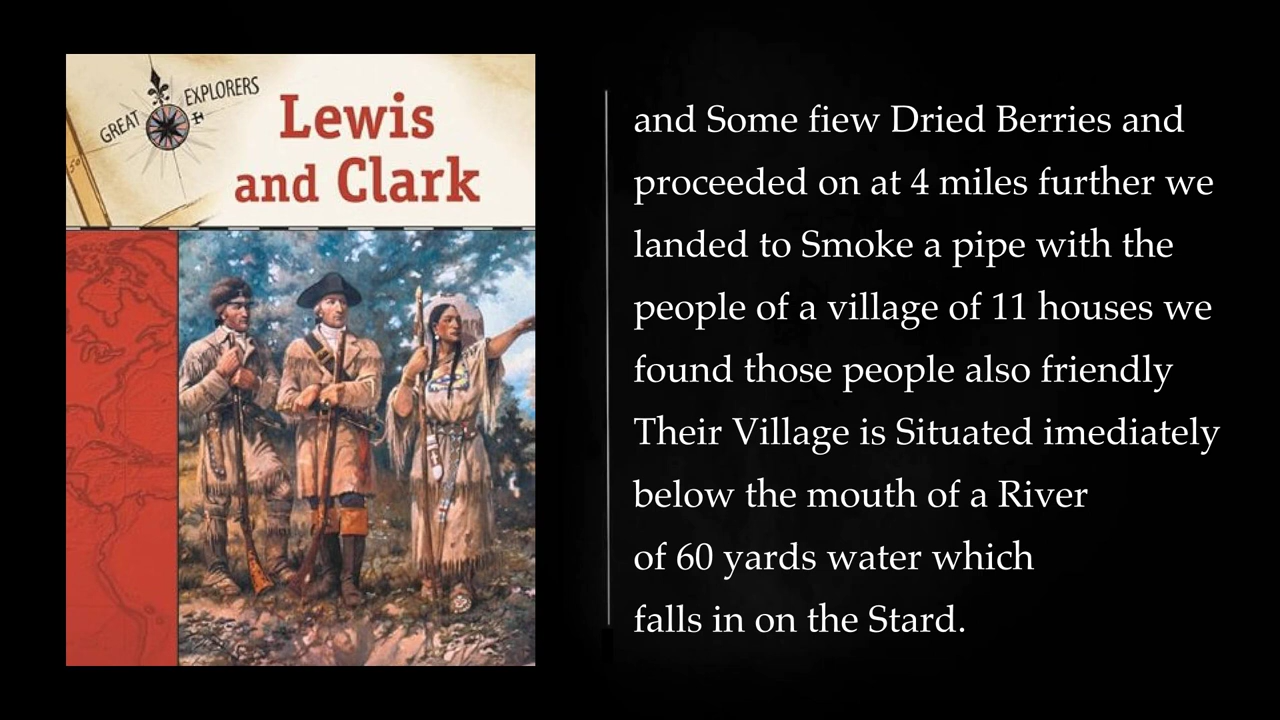 GREAT EXPLORERS
Lewis
and Clark
50
and Some fiew Dried Berries and
proceeded on at 4 miles further we
landed to Smoke a pipe with the
people of a village of 11 houses we
found those people also friendly
Their Village is Situated imediately
below the mouth of a River
of 60 yards water which
falls in on the Stard.